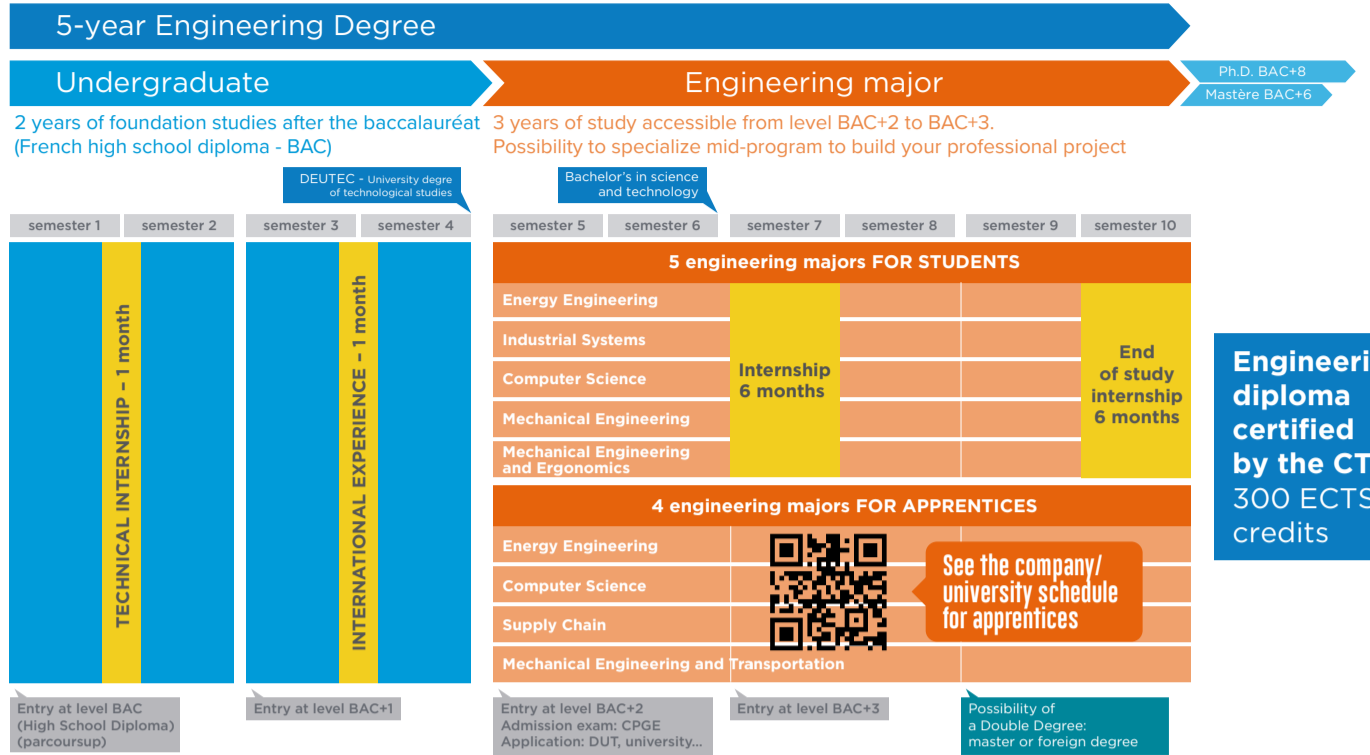 5-year Engineering Degree
Undergraduate
Engineering major
Ph.D. BAC+8
Mastère BAC+6
2 years of foundation studies after the baccalauréat
(French high school diploma - BAC)
3 years of study accessible from level BAC+2 to BAC+3.
Possibility to specialize mid-program to build your professional project
DEUTEC - University degre
of technological studies
Bachelor's in science
and technology
semester 1
semester 2
semester 3
semester 4
semester 5
semester 6
semester 7
semester 8
semester 9
semester 10
TECHNICAL INTERNSHIP – 1 month
INTERNATIONAL EXPERIENCE – 1 month
5 engineering majors FOR STUDENTS
Energy Engineering
Industrial Systems
Computer Science
Mechanical Engineering
Mechanical Engineering
and Ergonomics
Internship
6 months
End
of study
internship
6 months
4 engineering majors FOR APPRENTICES
Energy Engineering
Computer Science
Supply Chain
Mechanical Engineering and Transportation
See the company/
university schedule
for apprentices
Engineeri
diploma
certified
by the CT
300 ECTS
credits
Entry at level BAC
(High School Diploma)
(parcoursup)
Entry at level BAC+1
Entry at level BAC+2
Admission exam: CPGE
Application: DUT, university...
Entry at level BAC+3
Possibility of
a Double Degree:
master or foreign degree